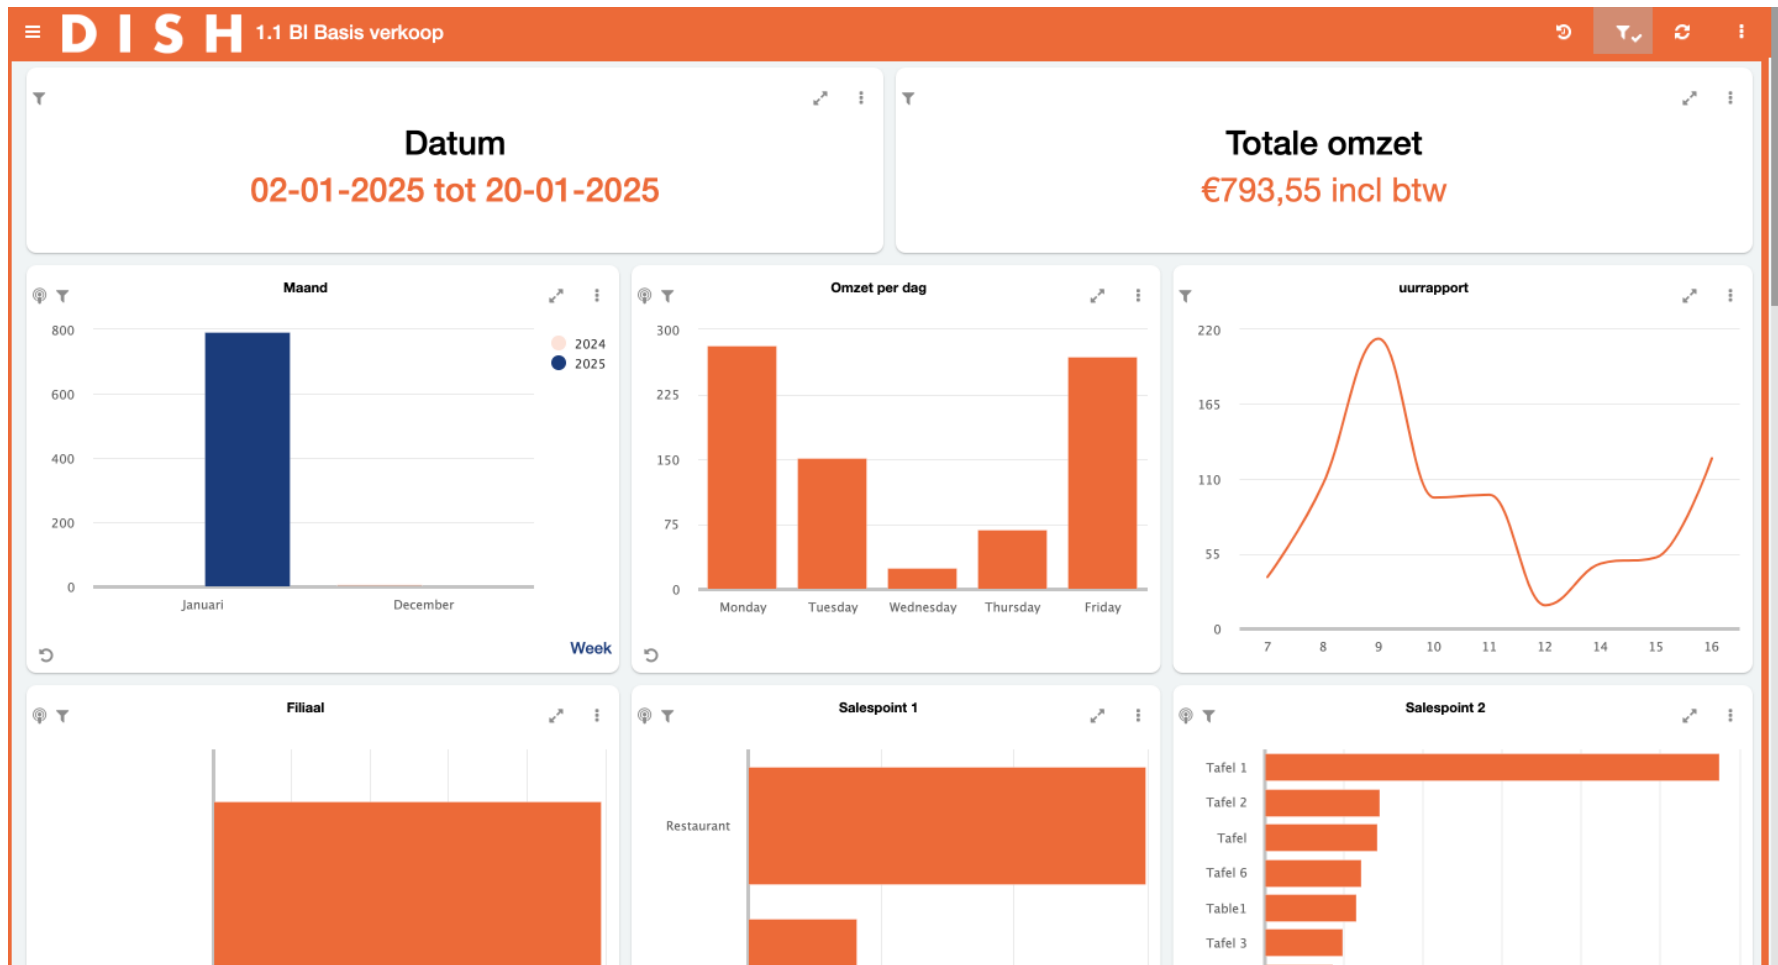 DISH 1.1 BI Basis verkoop
Datum
02-01-2025 tot 20-01-2025
Totale omzet
€793,55 incl btw
Maand
800
600
400
200
0
Januari December
2024
2025
Week
Omzet per dag
300
225
150
75
0
Monday Tuesday Wednesday Thursday Friday
uurrapport
220
165
110
55
0
7 8 9 10 11 12 14 15 16
Filiaal
Salespoint 1
Restaurant
Salespoint 2
Tafel 1
Tafel 2
Tafel
Tafel 6
Table1
Tafel 3